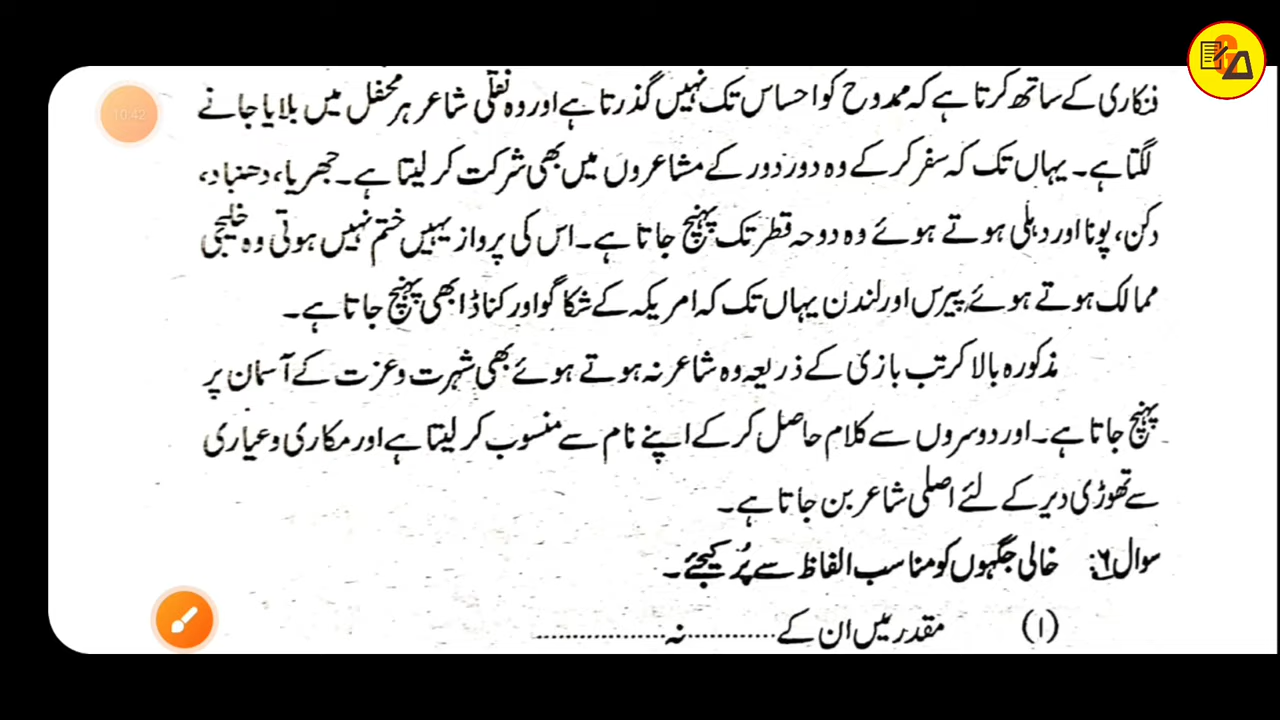 فنکاری کے ساتھ کرتا ہے کہ ممدوح کو احساس تک نہیں گذرتا ہے اور وہ نقلی شاعر ہر محفل میں بلایا جانے
لگتا ہے۔ یہاں تک کہ سفر کر کے وہ دور دور کے مشاعروں میں بھی شرکت کر لیتا ہے۔ جھریا، دھنباد،
دکن، پونا اور دہلی ہوتے ہوئے وہ دوحہ قطر تک پہنچ جاتا ہے۔ اس کی پرواز یہیں ختم نہیں ہوتی وہ خلیجی
ممالک ہوتے ہوئے پیرس اور لندن یہاں تک کہ امریکہ کے شکاگو اور کناڈا بھی پہنچ جاتا ہے۔
مذکورہ بالا کرتب بازی کے ذریعہ وہ شاعر نہ ہوتے ہوئے بھی شہرت و عزت کے آسمان پر
پہنچ جاتا ہے۔ اور دوسروں سے کلام حاصل کر کے اپنے نام سے منسوب کر لیتا ہے اور مکاری و عیاری
سے تھوڑی دیر کے لئے اصلی شاعر بن جاتا ہے۔
سوال ۶: خالی جگہوں کو مناسب الفاظ سے پُر کیجئے۔
(۱) مقدر میں ان کے ............ نہ ................
10:42